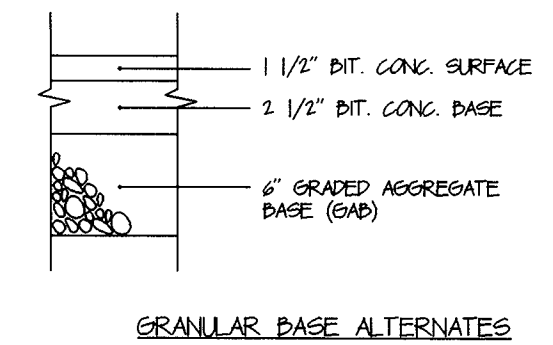 1 1/2" BIT. CONC. SURFACE
2 1/2" BIT. CONC. BASE
6" GRADED AGGREGATE
BASE (GAB)
GRANULAR BASE ALTERNATES